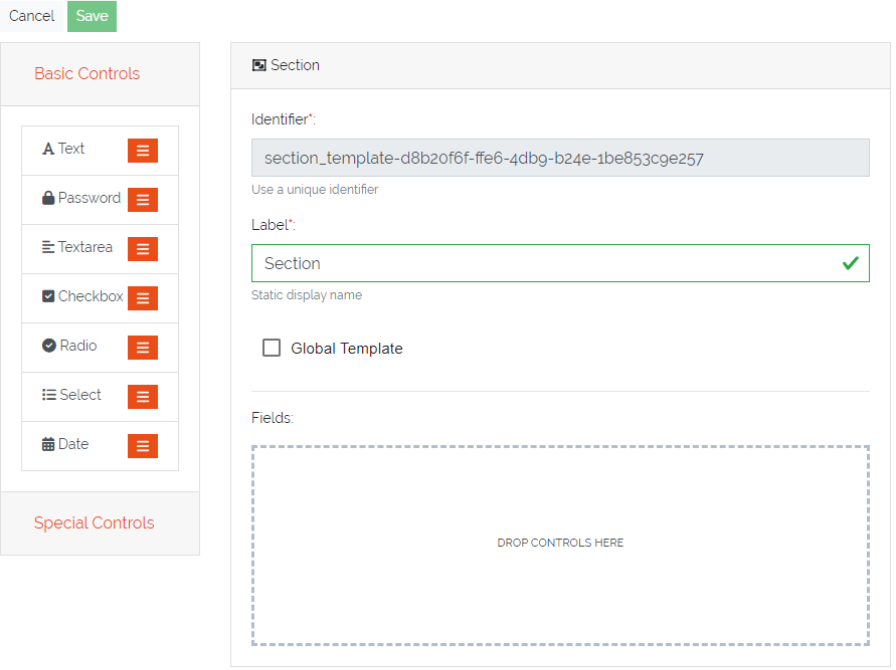 Cancel Save
Basic Controls
Text
Password
Textarea
Checkbox
Radio
Select
Date
Special Controls
Section
Identifier*:
section_template-d8b20f6f-ffe6-4db9-b24e-1be853c9e257
Use a unique identifier
Label*:
Section
Static display name
Global Template
Fields:
DROP CONTROLS HERE